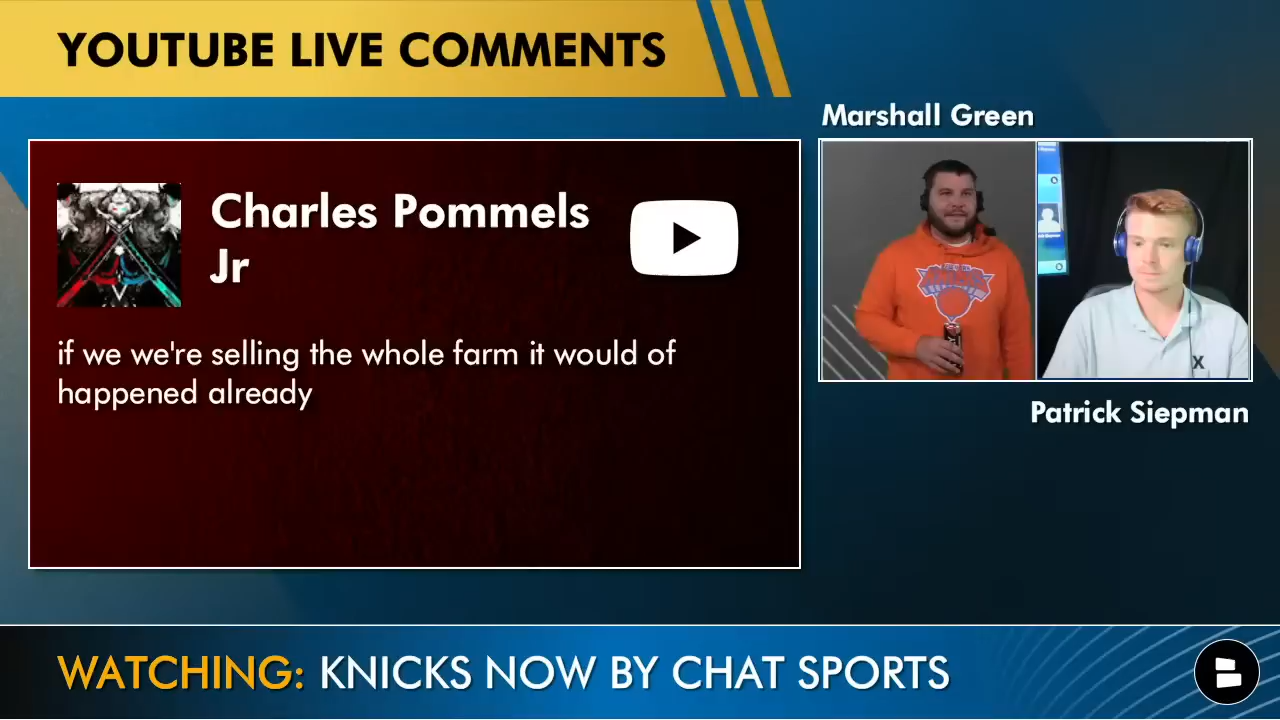 YOUTUBE LIVE COMMENTS
Marshall Green
Charles Pommels
Jr
if we we're selling the whole farm it would of
happened already
X
Patrick Siepman
WATCHING: KNICKS NOW BY CHAT SPORTS